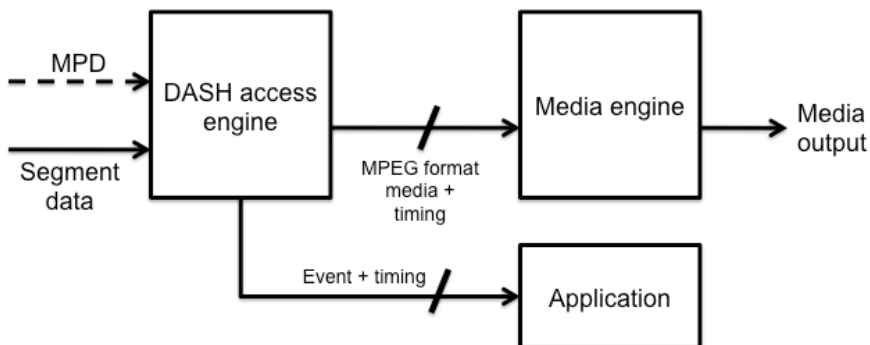 MPD
DASH access
engine
Segment
data
MPEG format
media +
timing
Media engine
Media
output
Event + timing
Application